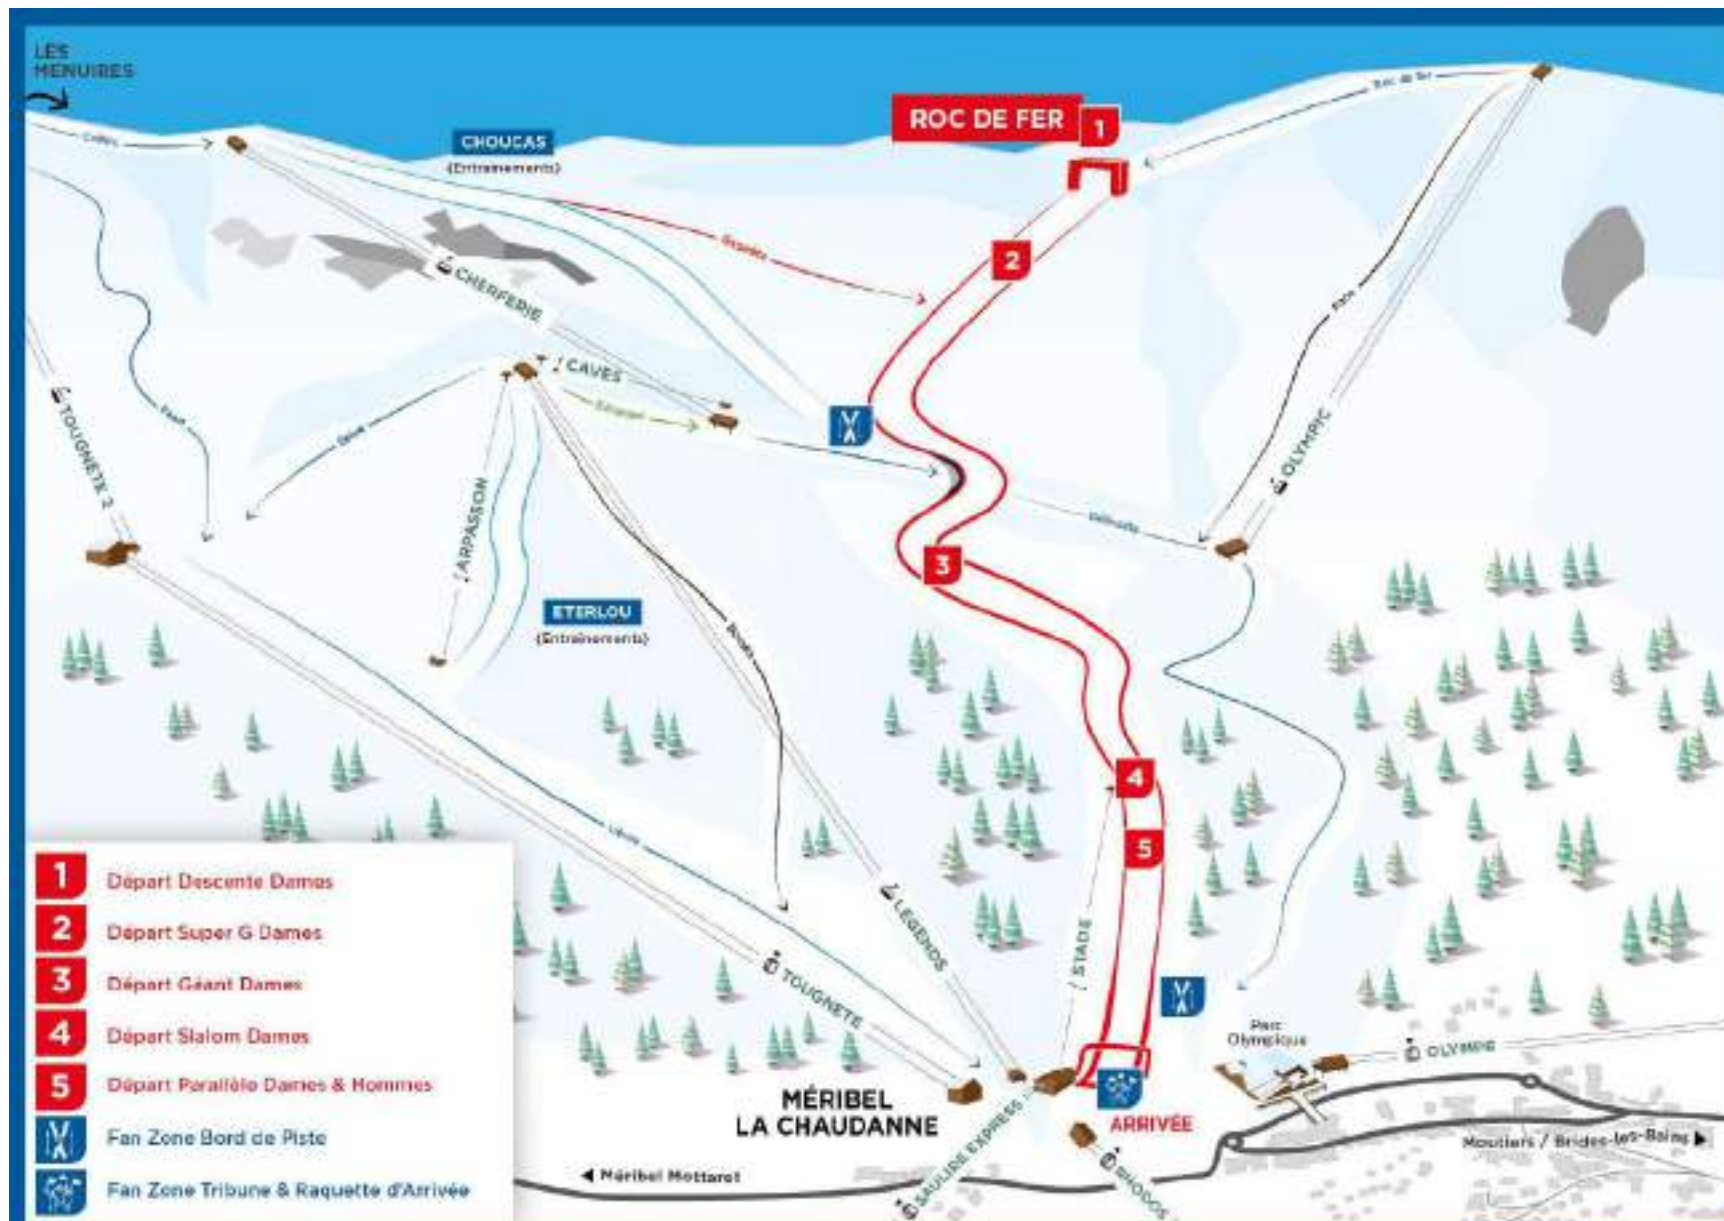 LES
MENUIRES
CHOUCAS
(Entraînements)
ROC DE FER
1
Roc de fer
2
CHERFERIE
CAVES
TOUGNETE 2
ARPASSON
OLYMPIC
3
ETERLOU
(Entraînements)
4
5
LEGENDS
TOUGNETE
STADE
Parc
Olympique
OLYMPE
MÉRIBEL
LA CHAUDANNE
ARRIVÉE
SAULIRE EXPRESS
RHODOS
Méribel Mottaret
Moutiers / Brides-les-Bains
1 Départ Descente Dames
2 Départ Super G Dames
3 Départ Géant Dames
4 Départ Slalom Dames
5 Départ Parallèle Dames & Hommes
Fan Zone Bord de Piste
Fan Zone Tribune & Raquette d'Arrivée